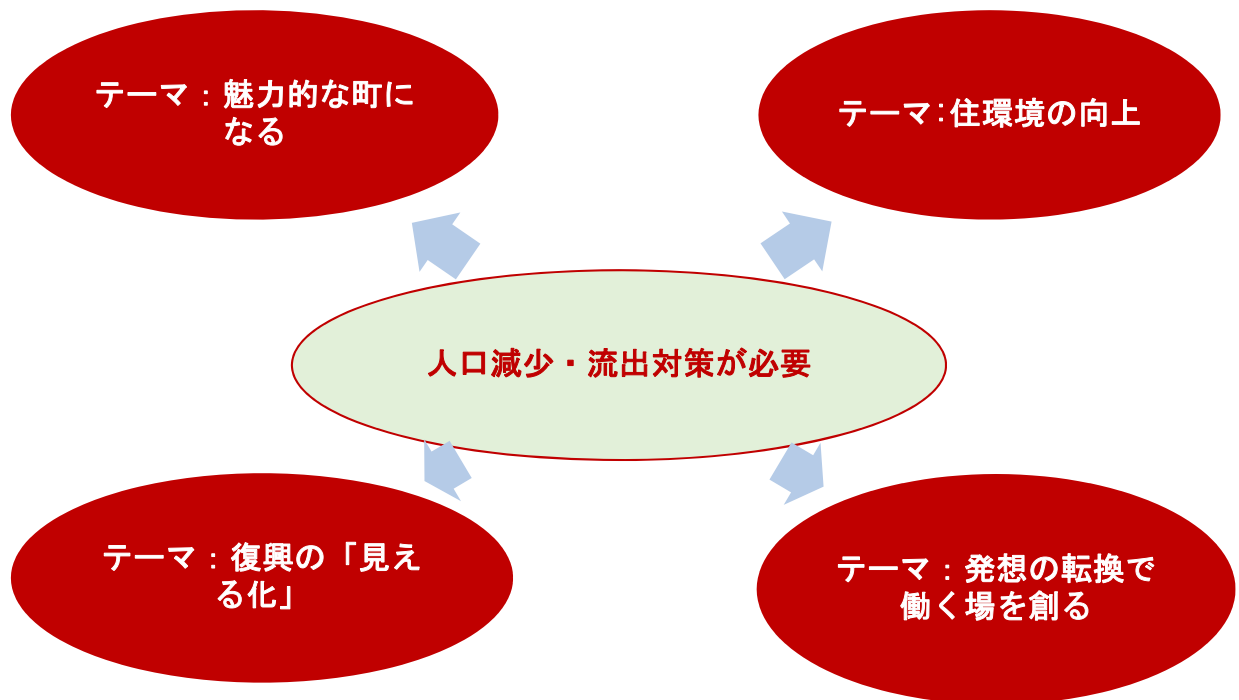 テーマ：魅力的な町に
なる
テーマ:住環境の向上
人口減少・流出対策が必要
テーマ：復興の「見え
る化」
テーマ：発想の転換で
働く場を創る